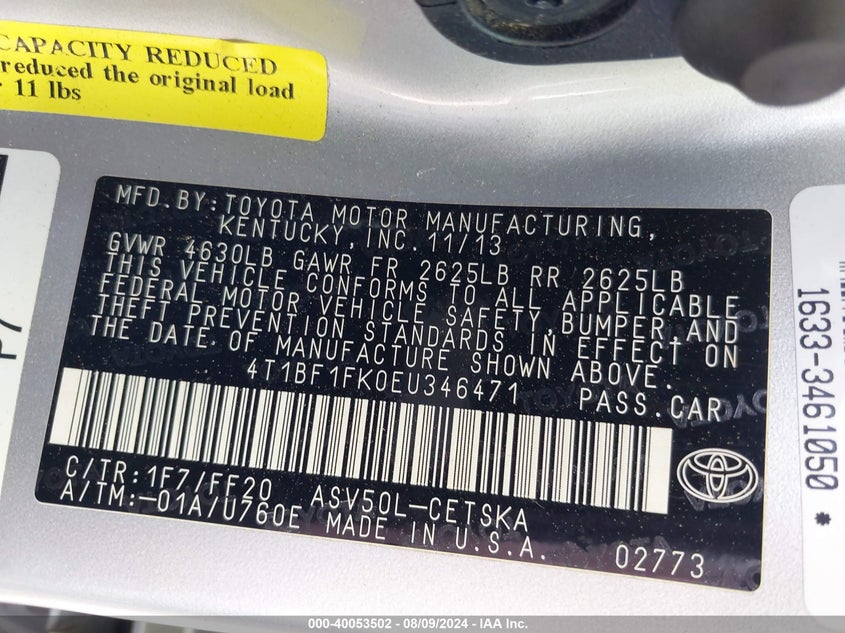 CAPACITY REDUCED
reduced the original load
11 lbs
MFD.BY:TOYOTA MOTOR MANUFACTURING,
KENTUCKY,INC. 11/13
GVWR 4630LB GAWR FR 2625LB RR 2625LB
THIS VEHICLE CONFORMS TO ALL APPLICABLE
FEDERAL MOTOR VEHICLE SAFETY,BUMPER,AND
THEFT PREVENTION STANDARDS IN EFFECT ON
THE DATE OF MANUFACTURE SHOWN ABOVE.
4T1BF1FK0EU346471 PASS.CAR
C/TR:1F7/FF20 ASV50L-CETSKA
A/TM:-01A/U760E MADE IN U.S.A. 02773
1633-3461050 *
000-40053502 - 08/09/2024 - IAA Inc.